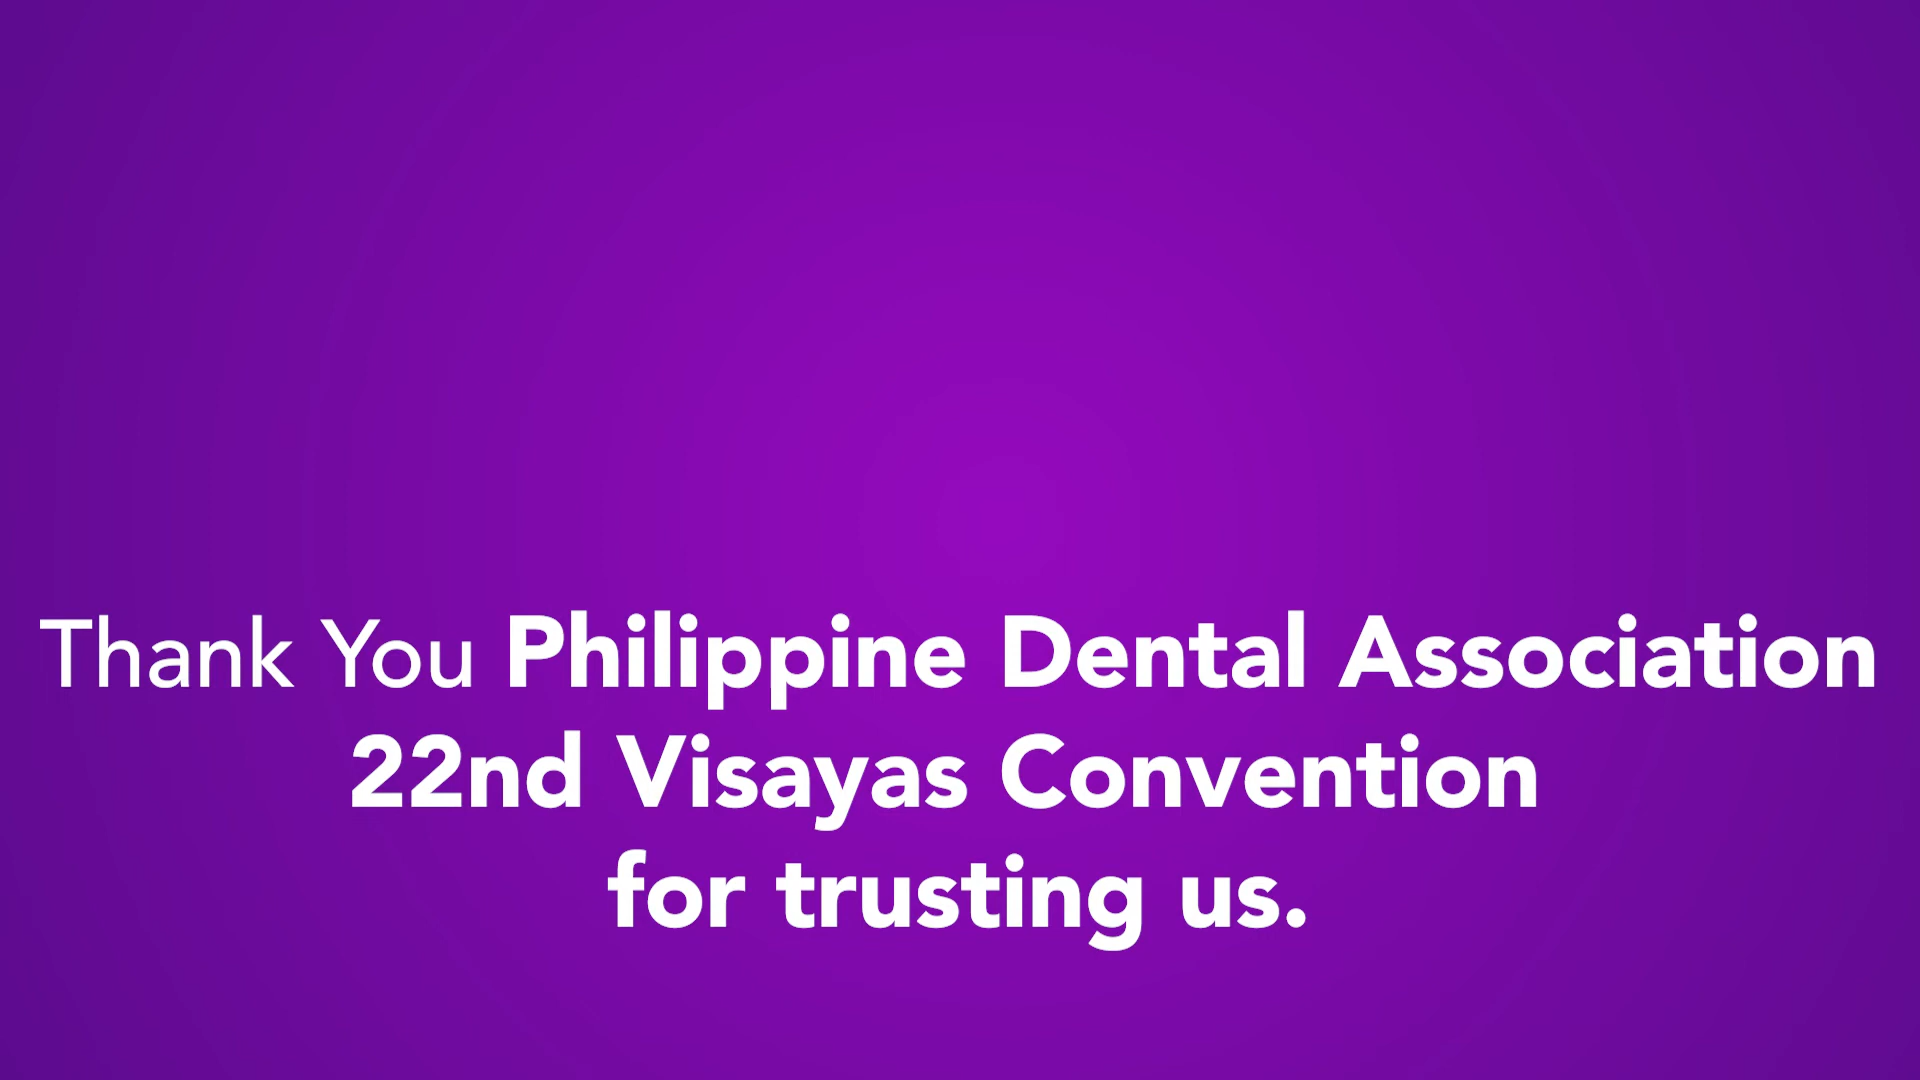 Thank You Philippine Dental Association
22nd Visayas Convention
for trusting us.